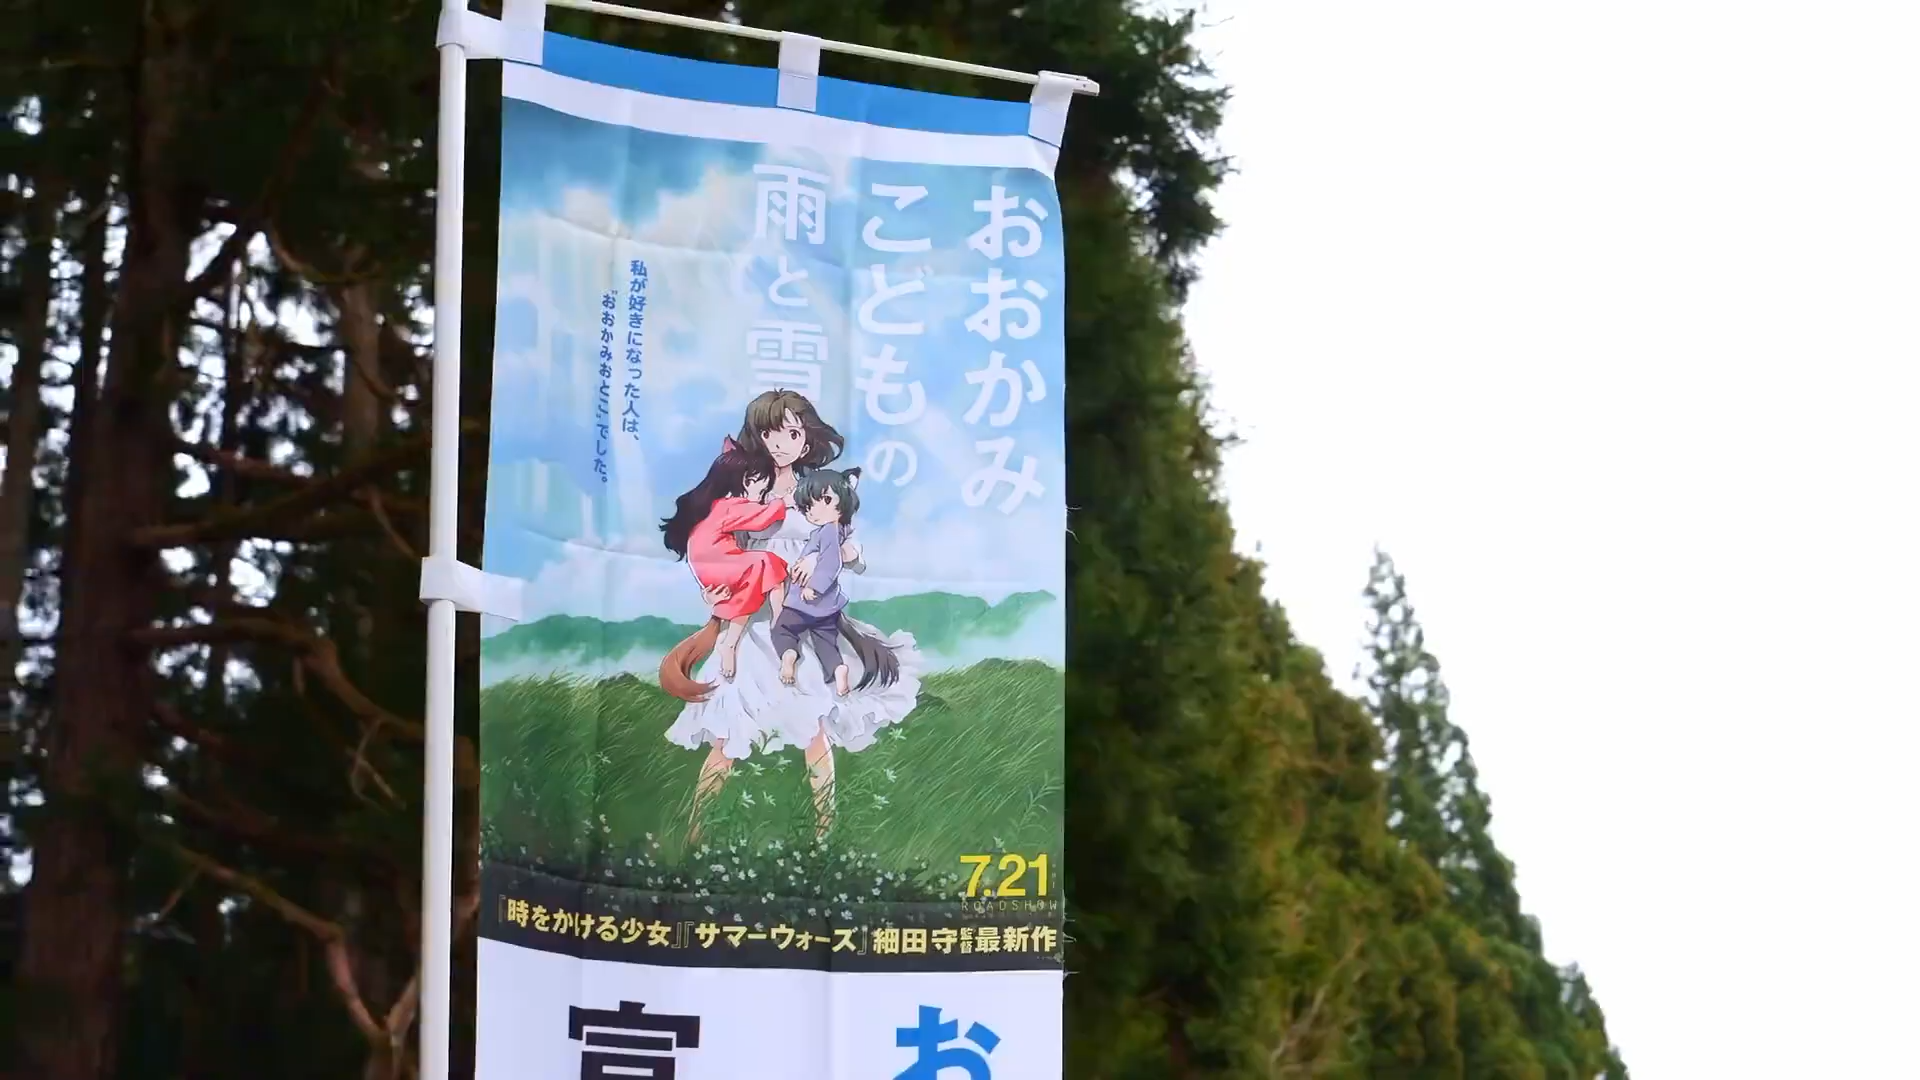 おおかみ
こどもの
雨と雪
私が好きになった人は、
"おおかみおとこ"でした。
7.21
ROADSHOW
『時をかける少女』『サマーウォーズ』細田守監督最新作
お
宣